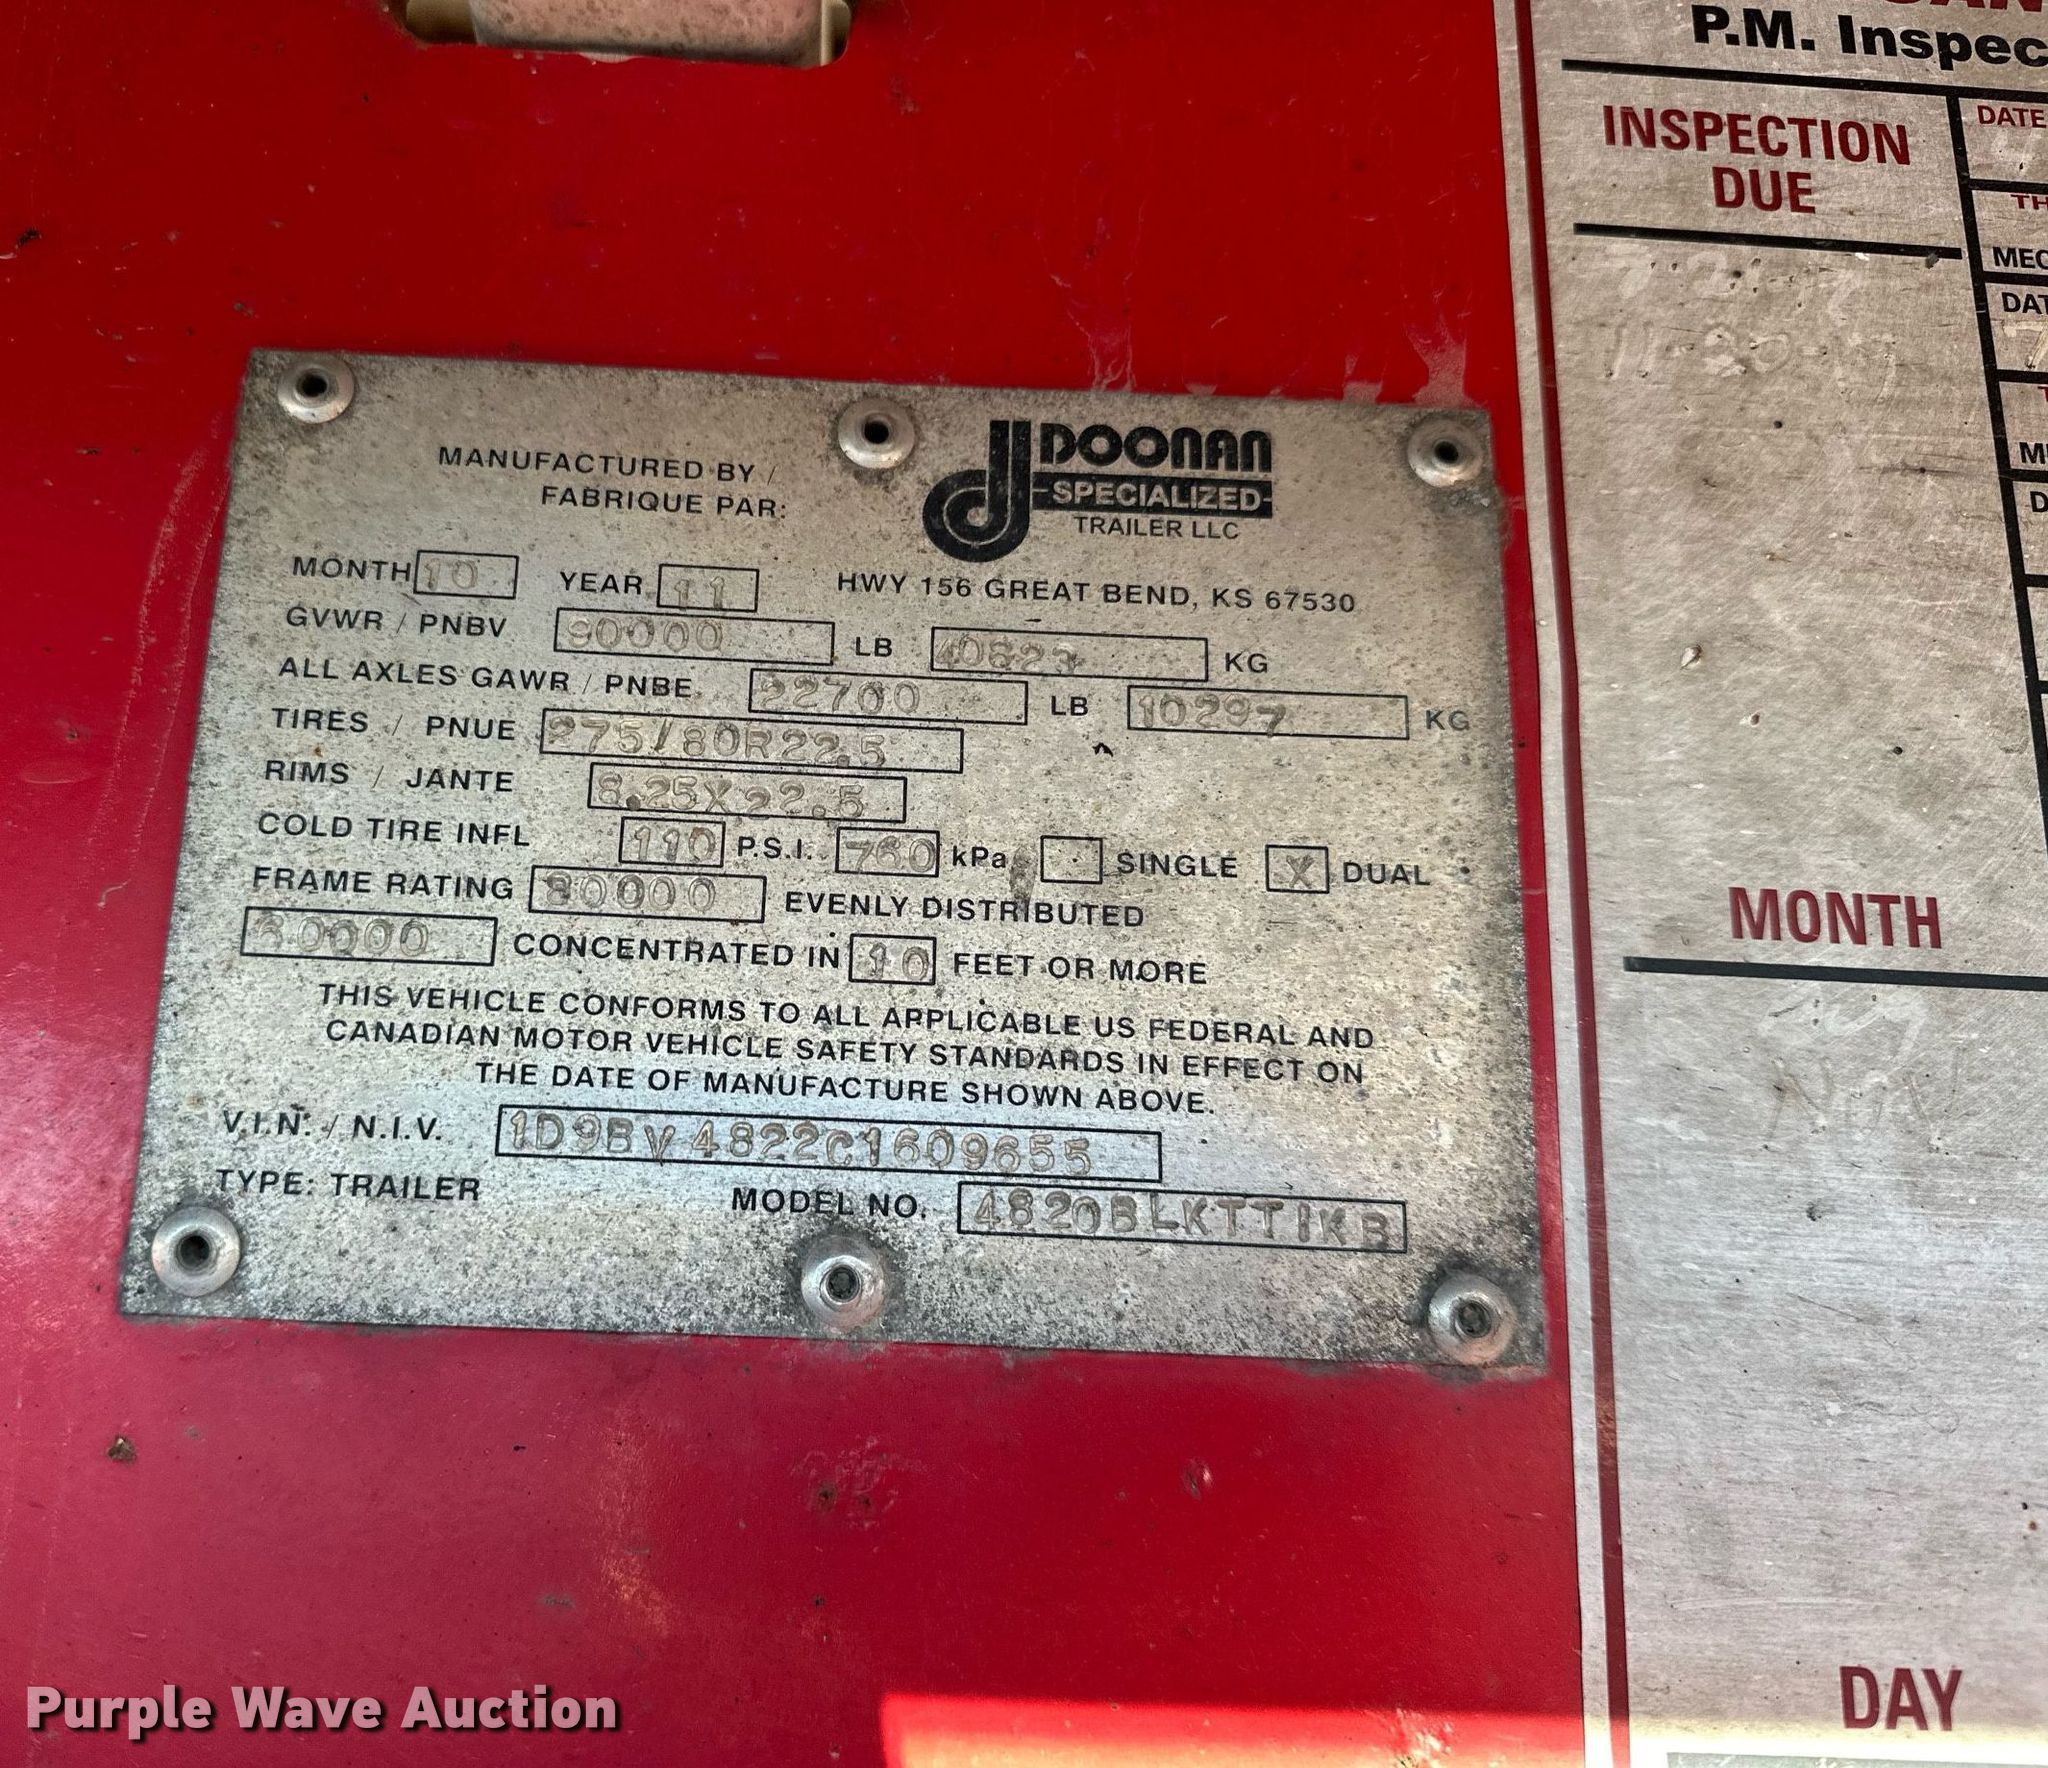 MANUFACTURED BY /
FABRIQUE PAR:
DOONAN
SPECIALIZED
TRAILER LLC
MONTH 10 YEAR 11 HWY 156 GREAT BEND, KS 67530
GVWR / PNBV 90000 LB 40823 KG
ALL AXLES GAWR / PNBE 22700 LB 10297 KG
TIRES / PNUE 275/80R22.5
RIMS / JANTE 8.25X22.5
COLD TIRE INFL 110 P.S.I. 760 kPa SINGLE X DUAL
FRAME RATING 80000 EVENLY DISTRIBUTED
60000 CONCENTRATED IN 10 FEET OR MORE
THIS VEHICLE CONFORMS TO ALL APPLICABLE US FEDERAL AND
CANADIAN MOTOR VEHICLE SAFETY STANDARDS IN EFFECT ON
THE DATE OF MANUFACTURE SHOWN ABOVE.
V.I.N. / N.I.V. 1D9BV4822C1609655
TYPE: TRAILER MODEL NO. 4820BLKTT1KB
P.M. Inspec
INSPECTION
DUE
DATE
TH
MEC
DAT
MONTH
DAY
Purple Wave Auction